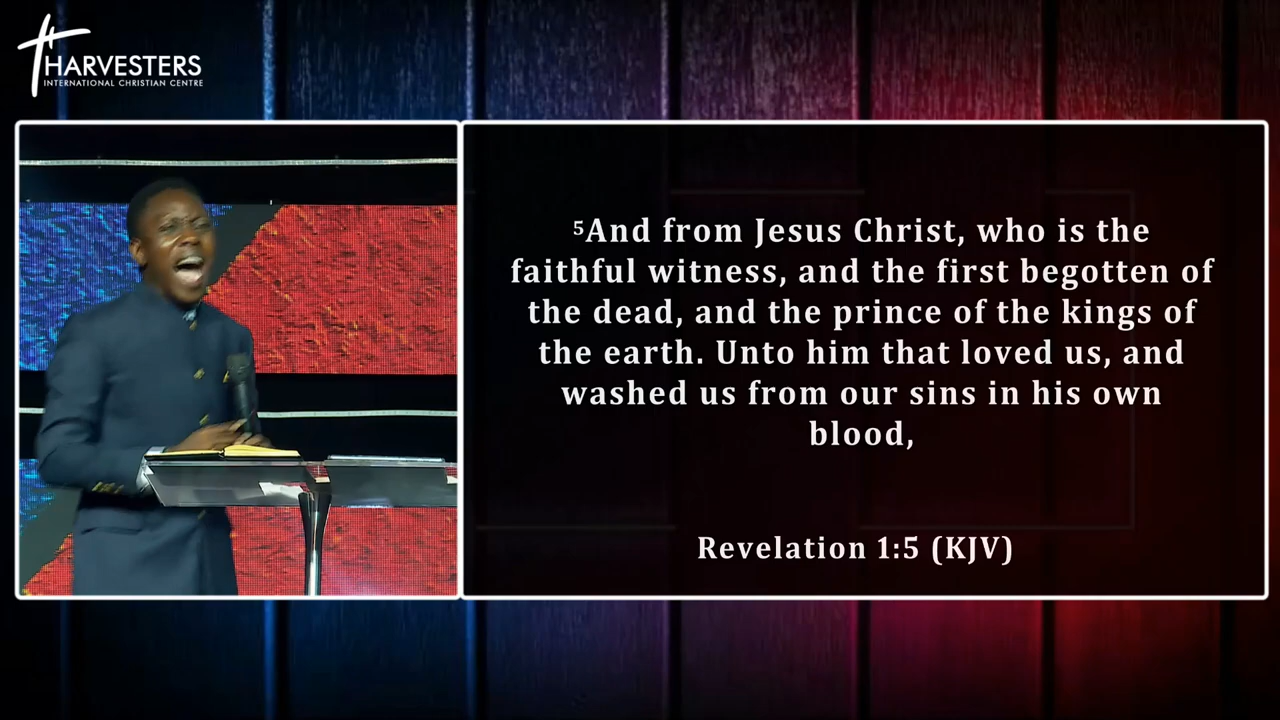 HARVESTERS
INTERNATIONAL CHRISTIAN CENTRE
⁵And from Jesus Christ, who is the
faithful witness, and the first begotten of
the dead, and the prince of the kings of
the earth. Unto him that loved us, and
washed us from our sins in his own
blood,
Revelation 1:5 (KJV)